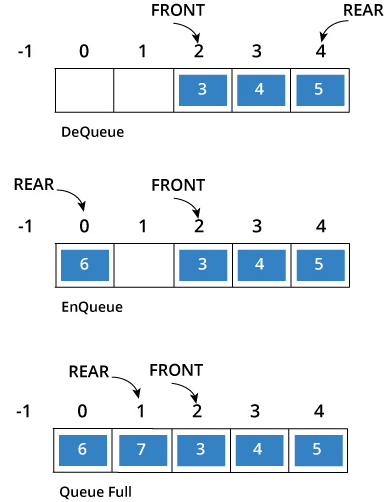 FRONT REAR
-1 0 1 2 3 4
3 4 5
DeQueue
REAR FRONT
-1 0 1 2 3 4
6 3 4 5
EnQueue
REAR FRONT
-1 0 1 2 3 4
6 7 3 4 5
Queue Full